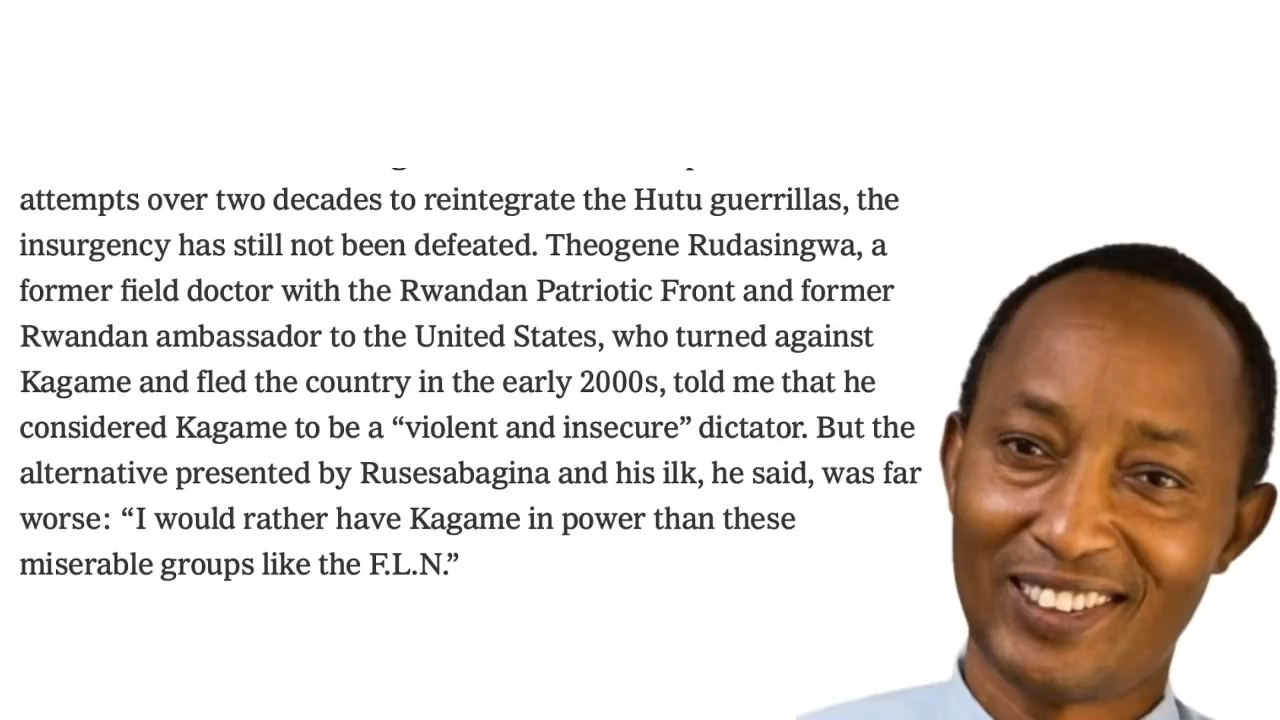 attempts over two decades to reintegrate the Hutu guerrillas, the
insurgency has still not been defeated. Theogene Rudasingwa, a
former field doctor with the Rwandan Patriotic Front and former
Rwandan ambassador to the United States, who turned against
Kagame and fled the country in the early 2000s, told me that he
considered Kagame to be a “violent and insecure” dictator. But the
alternative presented by Rusesabagina and his ilk, he said, was far
worse: “I would rather have Kagame in power than these
miserable groups like the F.L.N.”